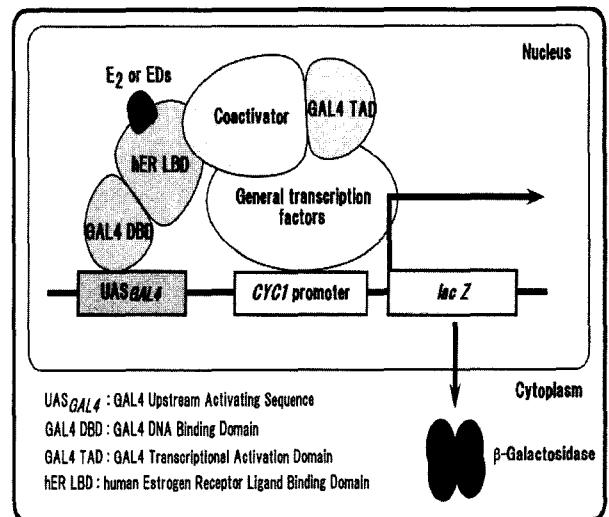 Nucleus
E2 or EDs
Coactivator
GAL4 TAD
hER LBD
General transcription
factors
GAL4 DBD
UASGAL4
CYC1 promoter
lac Z
Cytoplasm
UASGAL4 : GAL4 Upstream Activating Sequence
GAL4 DBD : GAL4 DNA Binding Domain
GAL4 TAD : GAL4 Transcriptional Activation Domain
hER LBD : human Estrogen Receptor Ligand Binding Domain
β-Galactosidase